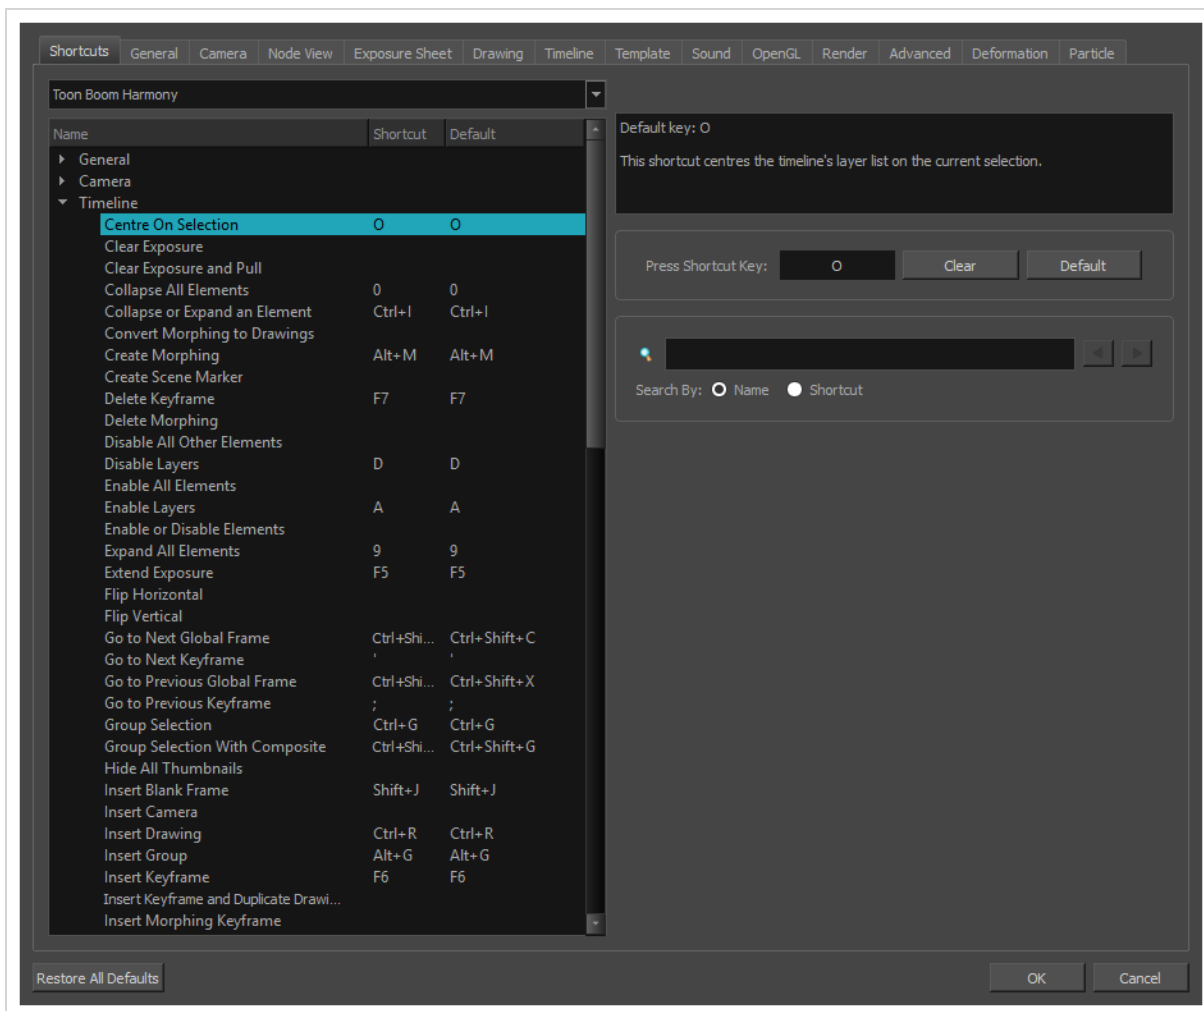 Shortcuts General Camera Node View Exposure Sheet Drawing Timeline Template Sound OpenGL Render Advanced Deformation Particle
Toon Boom Harmony
Name Shortcut Default
General
Camera
Timeline
Centre On Selection O O
Clear Exposure
Clear Exposure and Pull
Collapse All Elements 0 0
Collapse or Expand an Element Ctrl+I Ctrl+I
Convert Morphing to Drawings
Create Morphing Alt+M Alt+M
Create Scene Marker
Delete Keyframe F7 F7
Delete Morphing
Disable All Other Elements
Disable Layers D D
Enable All Elements
Enable Layers A A
Enable or Disable Elements
Expand All Elements 9 9
Extend Exposure F5 F5
Flip Horizontal
Flip Vertical
Go to Next Global Frame Ctrl+Shi... Ctrl+Shift+C
Go to Next Keyframe ' '
Go to Previous Global Frame Ctrl+Shi... Ctrl+Shift+X
Go to Previous Keyframe ; ;
Group Selection Ctrl+G Ctrl+G
Group Selection With Composite Ctrl+Shi... Ctrl+Shift+G
Hide All Thumbnails
Insert Blank Frame Shift+J Shift+J
Insert Camera
Insert Drawing Ctrl+R Ctrl+R
Insert Group Alt+G Alt+G
Insert Keyframe F6 F6
Insert Keyframe and Duplicate Drawi...
Insert Morphing Keyframe
Default key: O
This shortcut centres the timeline's layer list on the current selection.
Press Shortcut Key: O Clear Default
Search By: Name Shortcut
Restore All Defaults OK Cancel